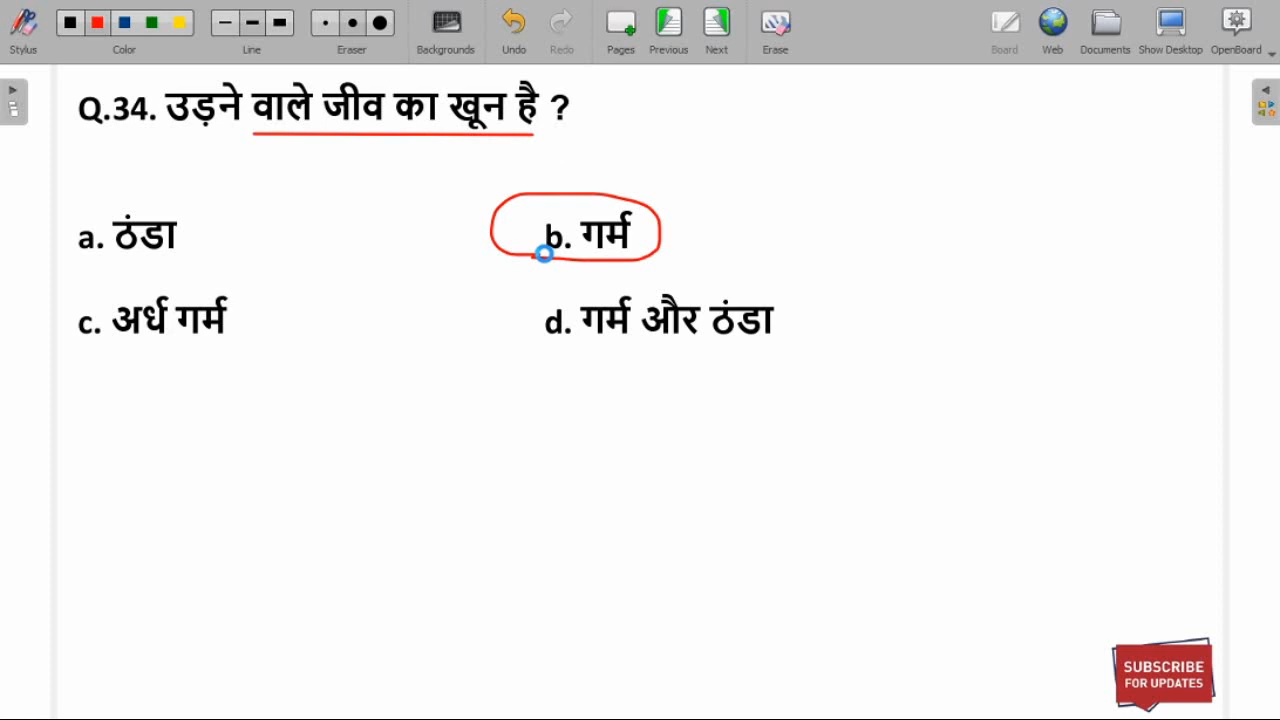 Stylus Color Line Eraser Backgrounds Undo Redo Pages Previous Next Erase Board Web Documents Show Desktop OpenBoard
Q.34. उड़ने वाले जीव का खून है ?
a. ठंडा b. गर्म
c. अर्ध गर्म d. गर्म और ठंडा
SUBSCRIBE
FOR UPDATES